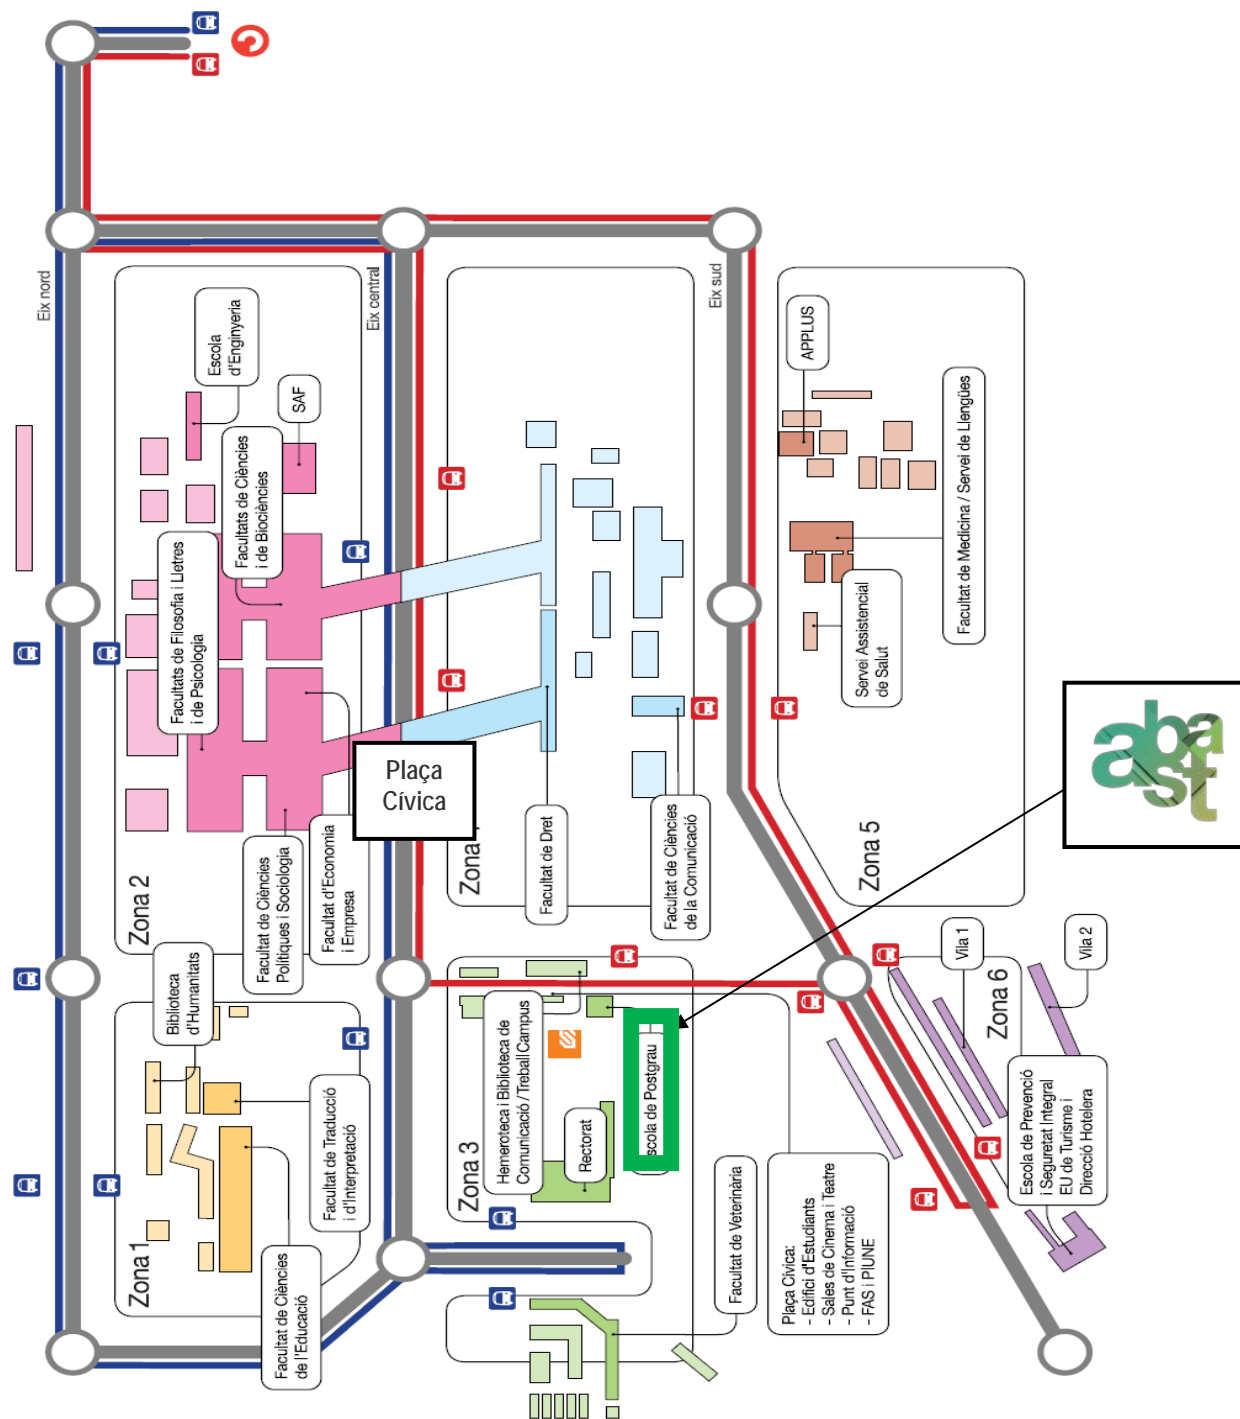 Eix nord
Eix central
Eix sud
Escola
d'Enginyeria
SAF
Facultats de Ciències
i de Biociències
Facultats de Filosofia i Lletres
i de Psicologia
Zona 2
Facultat de Ciències
Polítiques i Sociologia
Facultat d'Economia
i Empresa
Plaça
Cívica
Zona
Facultat de Dret
Facultat de Ciències
de la Comunicació
APPLUS
Facultat de Medicina / Servei de Llengües
Servei Assistencial
de Salut
Zona 5
abast
Biblioteca
d'Humanitats
Zona 1
Facultat de Traducció
i d'Interpretació
Facultat de Ciències
de l'Educació
Zona 3
Hemeroteca i Biblioteca de
Comunicació / Treball Campus
Rectorat
scola de Postgrau
Facultat de Veterinària
Plaça Cívica:
- Edifici d'Estudiants
- Sales de Cinema i Teatre
- Punt d'Informació
- FAS i PIUNE
Zona 6
Vila 1
Vila 2
Escola de Prevenció
i Seguretat Integral
EU de Turisme i
Direcció Hotelera